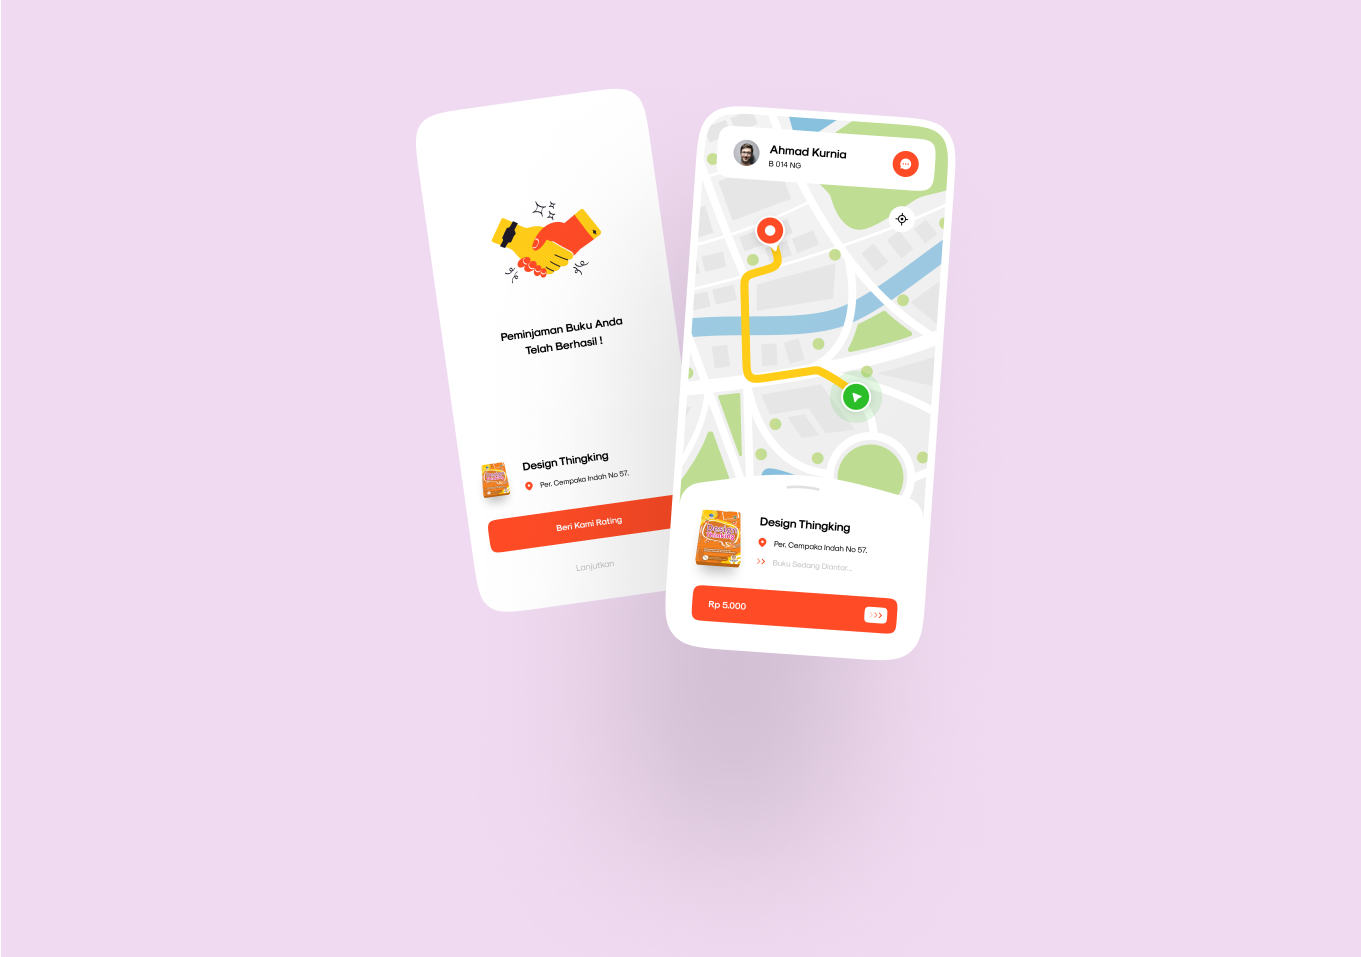 Peminjaman Buku Anda
Telah Berhasil !
Design Thingking
Per. Cempaka Indah No 57.
Beri Kami Rating
Lanjutkan
Ahmad Kurnia
B 014 NG
Design Thingking
Per. Cempaka Indah No 57.
Buku Sedang Diantar...
Rp 5.000